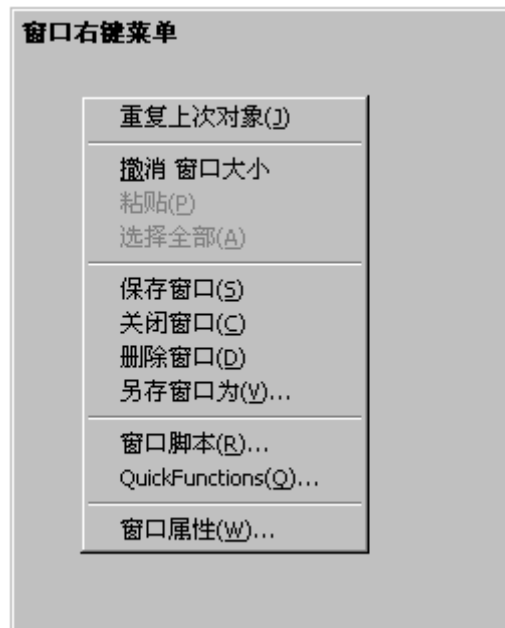 窗口右键菜单
重复上次对象(J)
撤消 窗口大小
粘贴(P)
选择全部(A)
保存窗口(S)
关闭窗口(C)
删除窗口(D)
另存窗口为(V)...
窗口脚本(R)...
QuickFunctions(Q)...
窗口属性(W)...